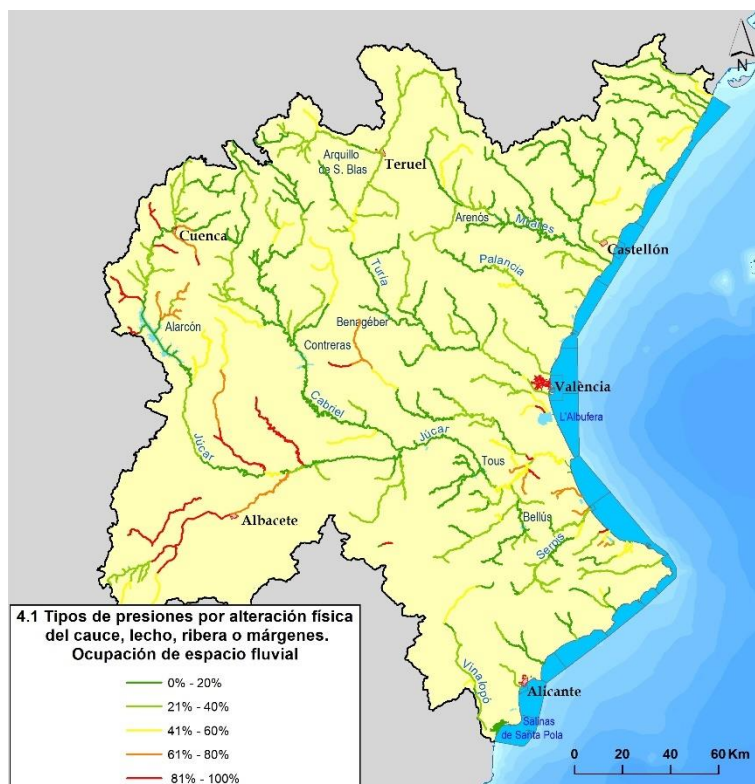 N
Arquillo
de S. Blas
Teruel
Arenós
Mijares
Cuenca
Castellón
Palancia
Turia
Alarcón
Benagéber
Contreras
València
Cabriel
L'Albufera
Júcar
Júcar
Tous
Albacete
Bellús
Serpis
4.1 Tipos de presiones por alteración física
del cauce, lecho, ribera o márgenes.
Ocupación de espacio fluvial
0% - 20%
21% - 40%
41% - 60%
61% - 80%
81% - 100%
Vinalopó
Alicante
Salinas
de Santa Pola
0 20 40 60 Km